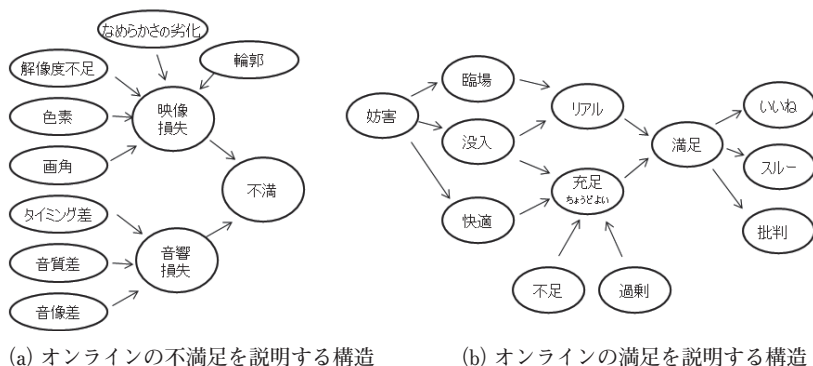 なめらかさの劣化
解像度不足
輪郭
色素
映像
損失
画角
不満
タイミング差
音質差
音響
損失
音像差
(a) オンラインの不満足を説明する構造
臨場
いいね
妨害
リアル
没入
満足
スルー
充足
ちょうどよい
快適
批判
不足
過剰
(b) オンラインの満足を説明する構造